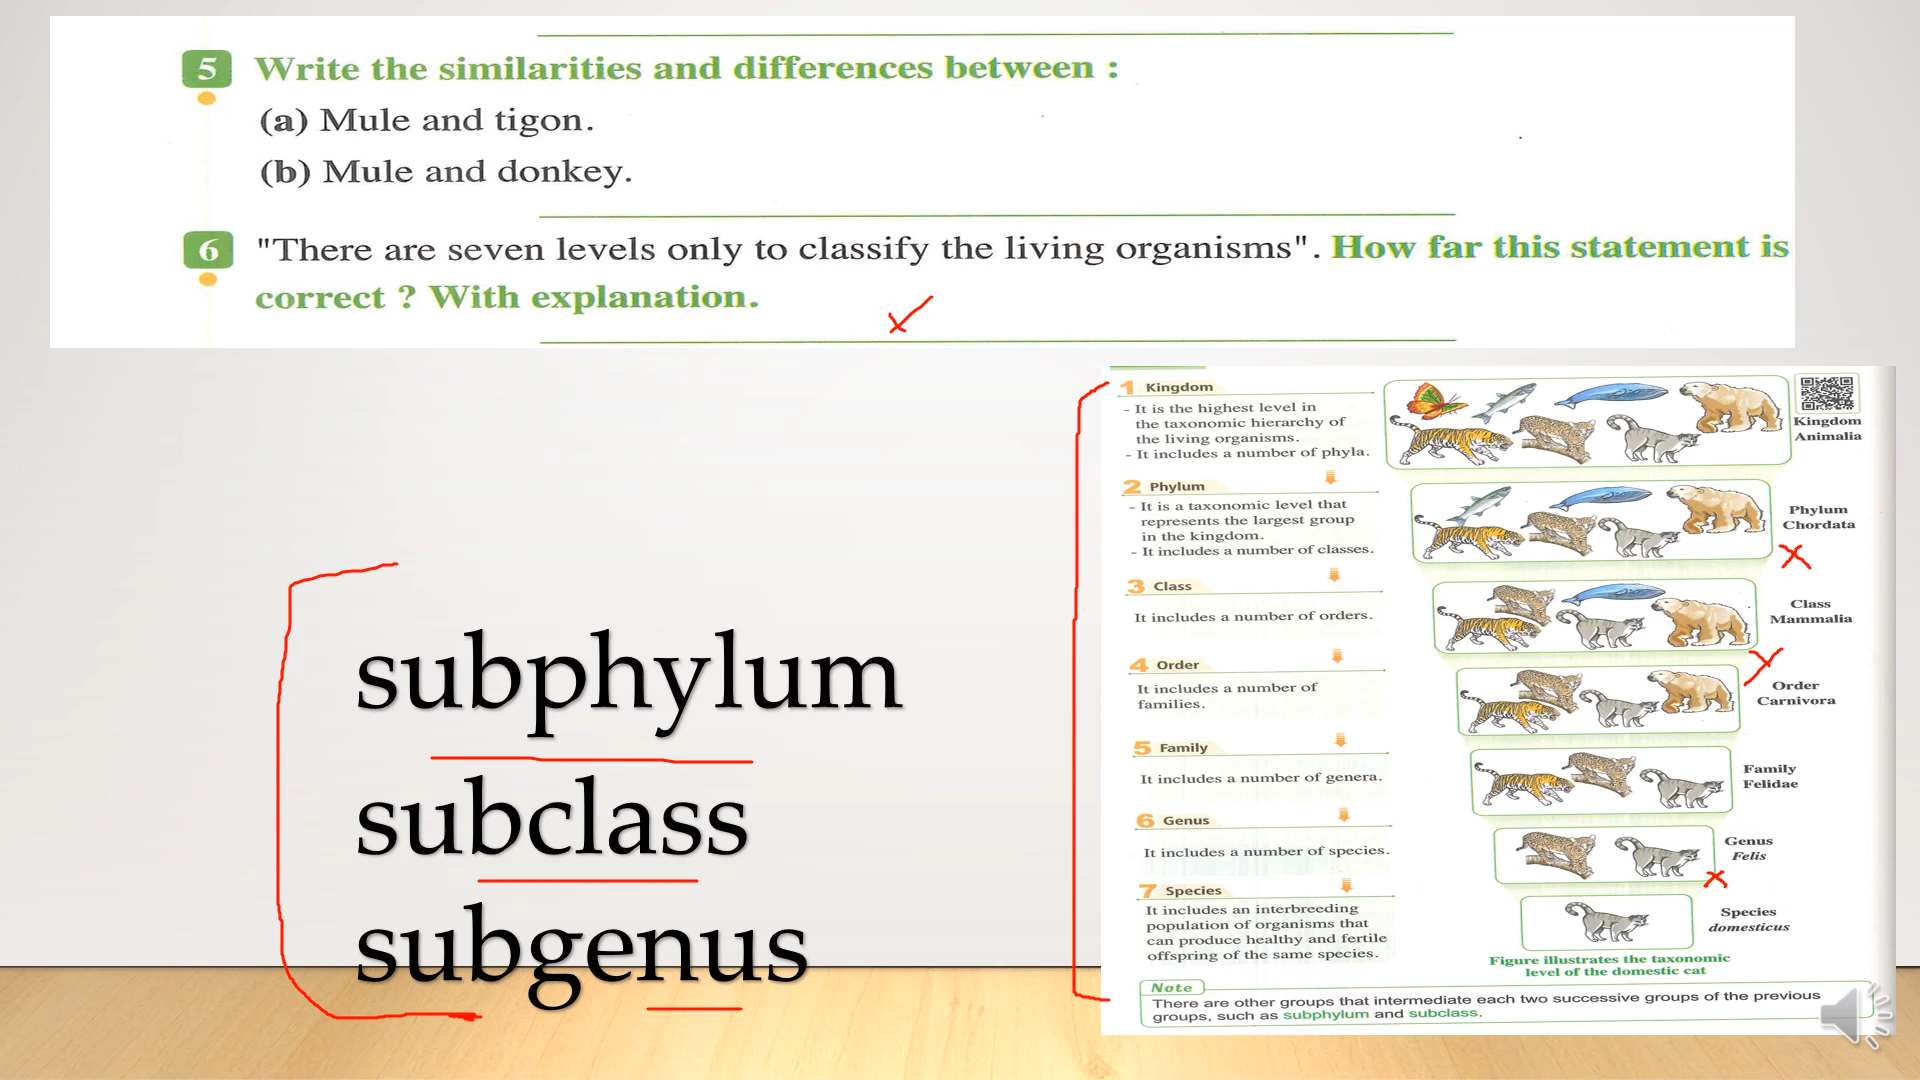 5 Write the similarities and differences between :
(a) Mule and tigon.
(b) Mule and donkey.
6 "There are seven levels only to classify the living organisms". How far this statement is
correct ? With explanation.
subphylum
subclass
subgenus
1 Kingdom
- It is the highest level in
the taxonomic hierarchy of
the living organisms.
- It includes a number of phyla.
Kingdom
Animalia
2 Phylum
- It is a taxonomic level that
represents the largest group
in the kingdom.
- It includes a number of classes.
Phylum
Chordata
3 Class
It includes a number of orders.
Class
Mammalia
4 Order
It includes a number of
families.
Order
Carnivora
5 Family
It includes a number of genera.
Family
Felidae
6 Genus
It includes a number of species.
Genus
Felis
7 Species
It includes an interbreeding
population of organisms that
can produce healthy and fertile
offspring of the same species.
Species
domesticus
Figure illustrates the taxonomic
level of the domestic cat
Note
There are other groups that intermediate each two successive groups of the previous
groups, such as subphylum and subclass.